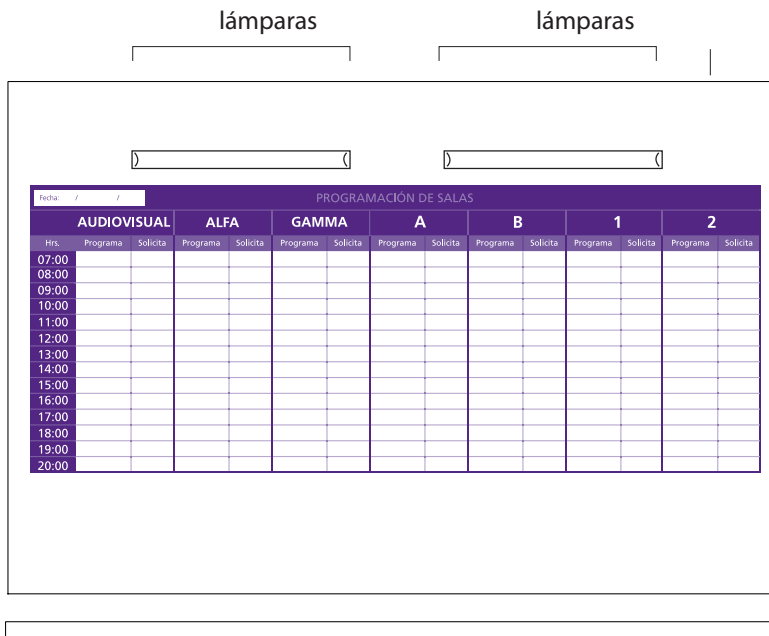 lámparas lámparas
Fecha: / /
PROGRAMACIÓN DE SALAS
AUDIOVISUAL ALFA GAMMA A B 1 2
Hrs. Programa Solicita Programa Solicita Programa Solicita Programa Solicita Programa Solicita Programa Solicita Programa Solicita
07:00
08:00
09:00
10:00
11:00
12:00
13:00
14:00
15:00
16:00
17:00
18:00
19:00
20:00